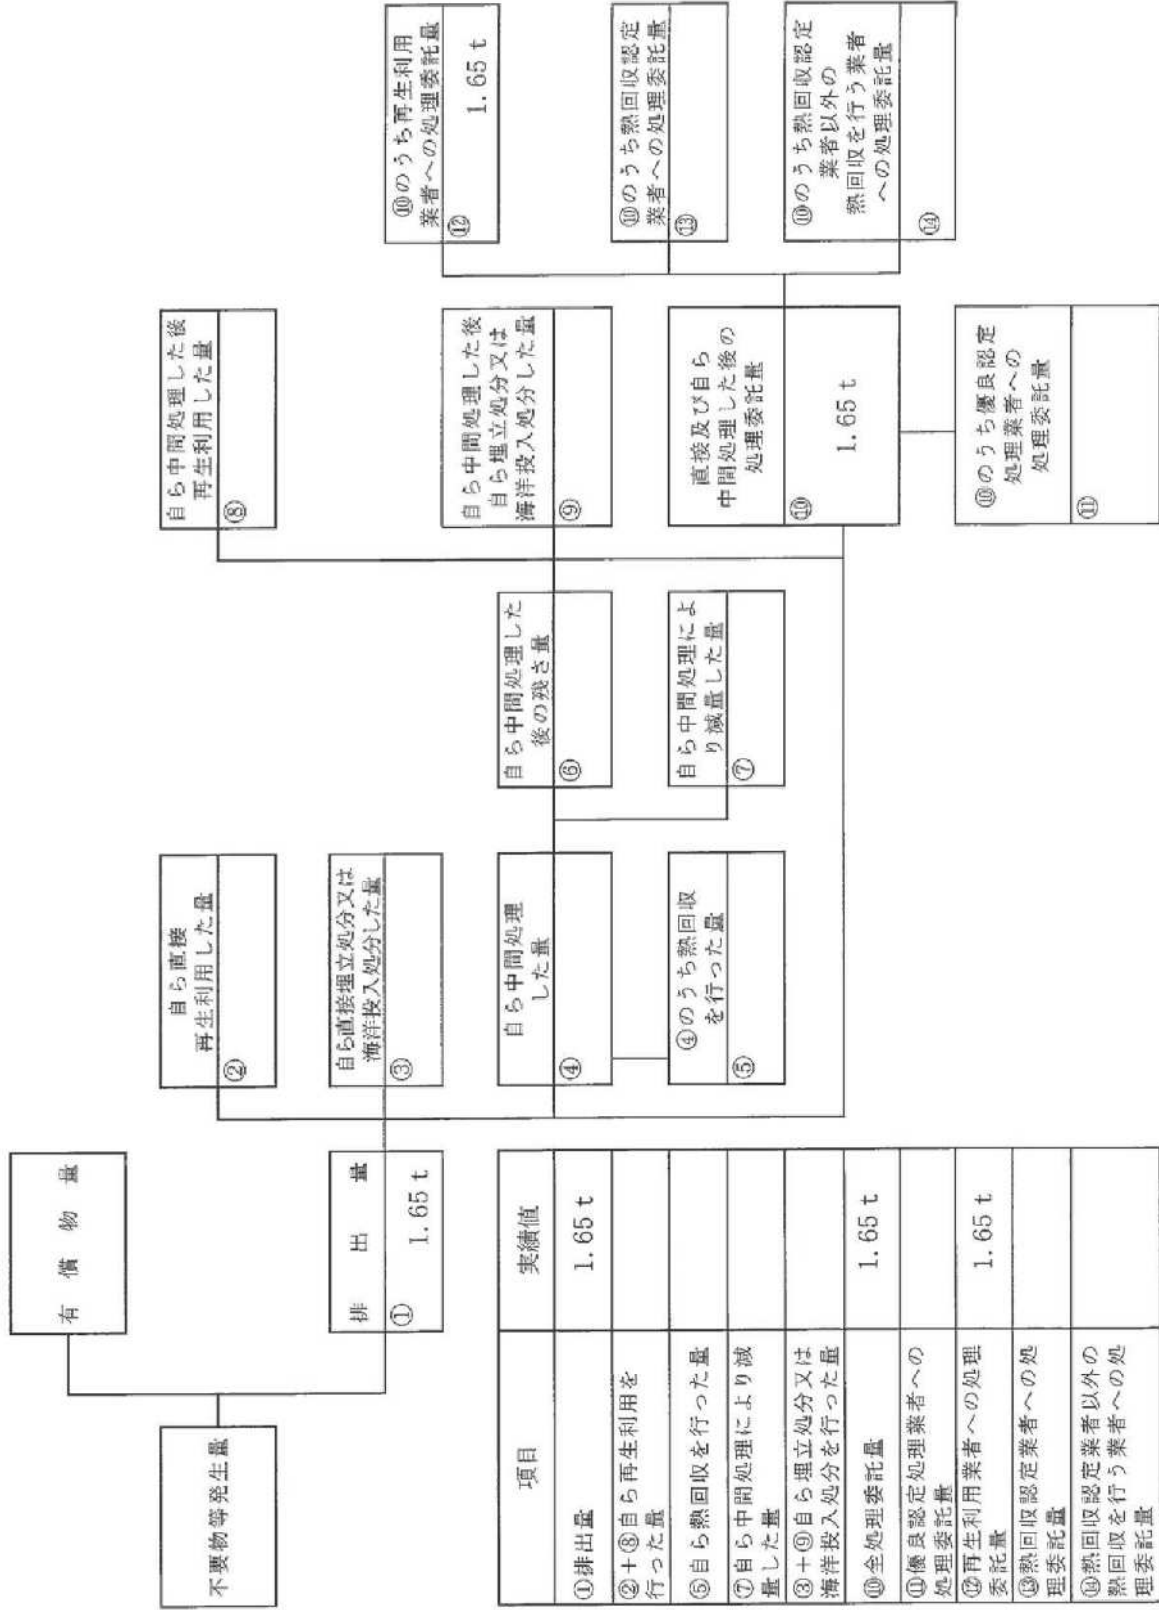 不要物等発生量
有償物量
排出量
① 1.65 t
自ら直接
再生利用した量
②
自ら直接埋立処分又は
海洋投入処分した量
③
自ら中間処理
した量
④
④のうち熱回収
を行った量
⑤
自ら中間処理した
後の残さ量
⑥
自ら中間処理によ
り減量した量
⑦
自ら中間処理した後
再生利用した量
⑧
自ら中間処理した後
自ら埋立処分又は
海洋投入処分した量
⑨
直接及び自ら
中間処理した後の
処理委託量
⑩ 1.65 t
⑩のうち優良認定
処理業者への
処理委託量
⑪
⑩のうち再生利用
業者への処理委託量
⑫ 1.65 t
⑩のうち熱回収認定
業者への処理委託量
⑬
⑩のうち熱回収認定
業者以外の
熱回収を行う業者
への処理委託量
⑭
項目 実績値
①排出量 1.65 t
②+⑧自ら再生利用を
行った量
⑤自ら熱回収を行った量
⑦自ら中間処理により減
量した量
③+⑨自ら埋立処分又は
海洋投入処分を行った量
⑩全処理委託量 1.65 t
⑪優良認定処理業者への
処理委託量
⑫再生利用業者への処理
委託量 1.65 t
⑬熱回収認定業者への処
理委託量
⑭熱回収認定業者以外の
熱回収を行う業者への処
理委託量